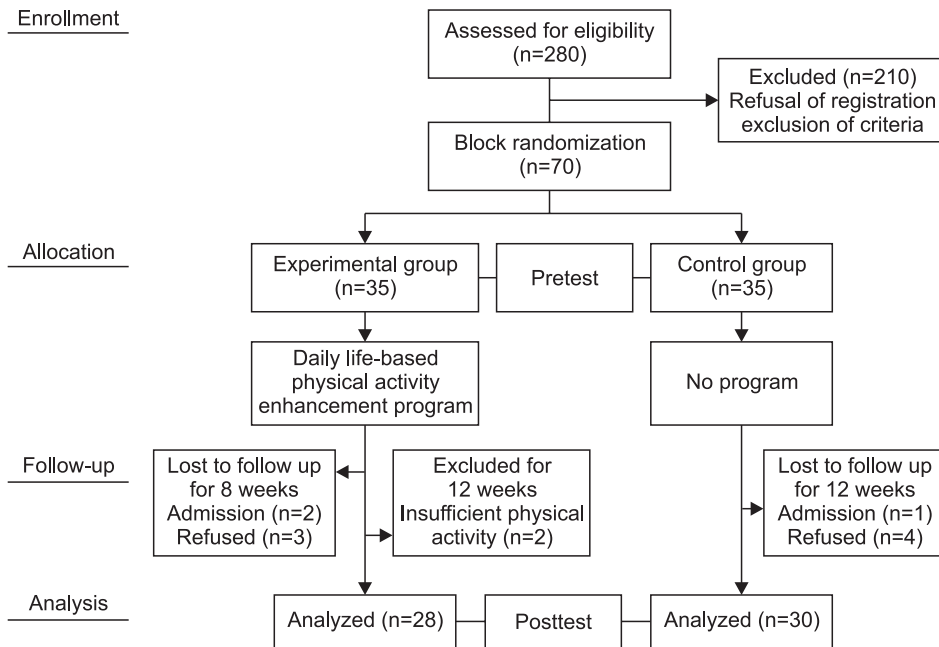 Enrollment
Assessed for eligibility
(n=280)
Excluded (n=210)
Refusal of registration
exclusion of criteria
Block randomization
(n=70)
Allocation
Experimental group
(n=35)
Pretest
Control group
(n=35)
Daily life-based
physical activity
enhancement program
No program
Follow-up
Lost to follow up
for 8 weeks
Admission (n=2)
Refused (n=3)
Excluded for
12 weeks
Insufficient physical
activity (n=2)
Lost to follow up
for 12 weeks
Admission (n=1)
Refused (n=4)
Analysis
Analyzed (n=28)
Posttest
Analyzed (n=30)